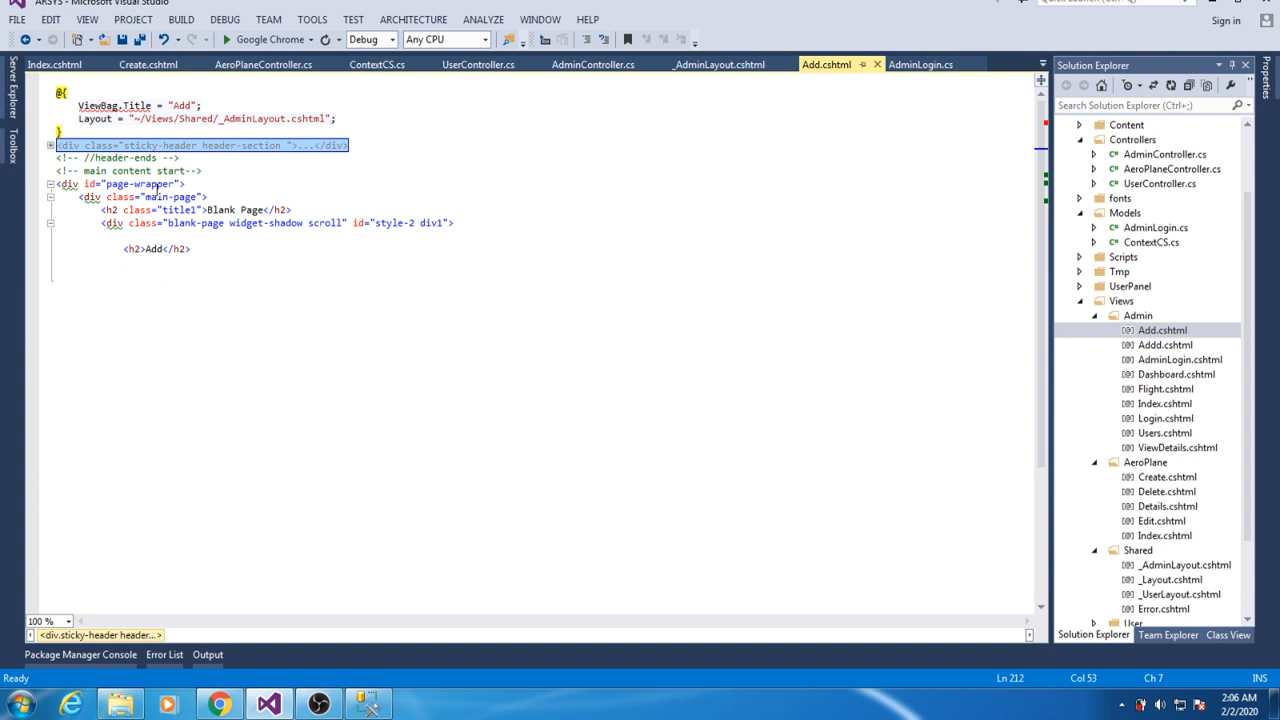 ARSYS - Microsoft Visual Studio
FILE EDIT VIEW PROJECT BUILD DEBUG TEAM TOOLS TEST ARCHITECTURE ANALYZE WINDOW HELP Sign in
Google Chrome Debug Any CPU
Index.cshtml Create.cshtml AeroPlaneController.cs ContextCS.cs UserController.cs AdminController.cs _AdminLayout.cshtml Add.cshtml AdminLogin.cs
Server Explorer
Toolbox
@{
ViewBag.Title = "Add";
Layout = "~/Views/Shared/_AdminLayout.cshtml";
}
<div class="sticky-header header-section ">...</div>
<!-- //header-ends -->
<!-- main content start-->
<div id="page-wrapper">
<div class="main-page">
<h2 class="title1">Blank Page</h2>
<div class="blank-page widget-shadow scroll" id="style-2 div1">
<h2>Add</h2>
100 %
<div.sticky-header header...>
Solution Explorer
Search Solution Explorer (Ctrl+;)
Content
Controllers
AdminController.cs
AeroPlaneController.cs
UserController.cs
fonts
Models
AdminLogin.cs
ContextCS.cs
Scripts
Tmp
UserPanel
Views
Admin
Add.cshtml
Addd.cshtml
AdminLogin.cshtml
Dashboard.cshtml
Flight.cshtml
Index.cshtml
Login.cshtml
Users.cshtml
ViewDetails.cshtml
AeroPlane
Create.cshtml
Delete.cshtml
Details.cshtml
Edit.cshtml
Index.cshtml
Shared
_AdminLayout.cshtml
_Layout.cshtml
_UserLayout.cshtml
Error.cshtml
User
Solution Explorer Team Explorer Class View
Properties
Package Manager Console Error List Output
Ready Ln 212 Col 53 Ch 7 INS
2:06 AM
2/2/2020